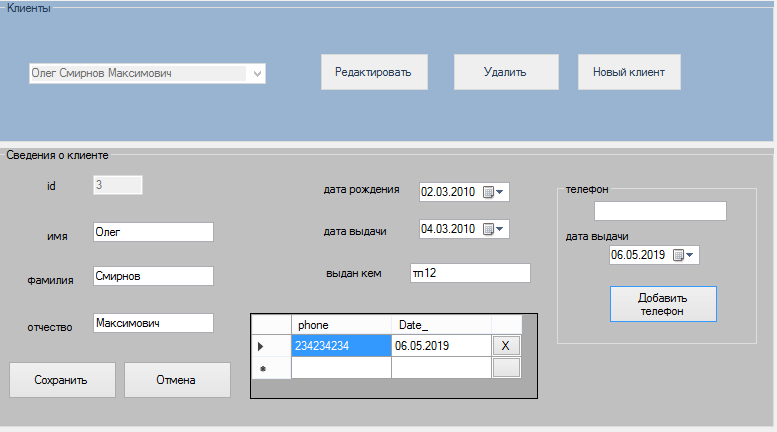 Клиенты
Олег Смирнов Максимович
Редактировать
Удалить
Новый клиент
Сведения о клиенте
id
3
имя
Олег
фамилия
Смирнов
отчество
Максимович
Сохранить
Отмена
дата рождения
02.03.2010
дата выдачи
04.03.2010
выдан кем
тп12
phone Date_
234234234 06.05.2019 X
телефон
дата выдачи
06.05.2019
Добавить
телефон